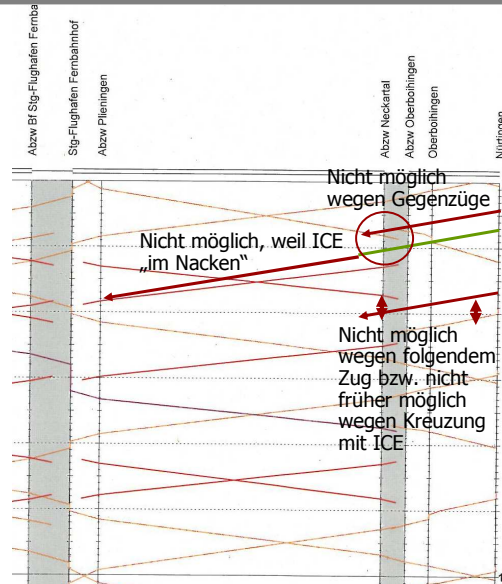 Abzw Bf Stg-Flughafen Fernba
Stg-Flughafen Fernbahnhof
Abzw Plieningen
Abzw Neckartal
Abzw Oberboihingen
Oberboihingen
Nürtingen
Nicht möglich
wegen Gegenzüge
Nicht möglich, weil ICE
„im Nacken“
Nicht möglich
wegen folgendem
Zug bzw. nicht
früher möglich
wegen Kreuzung
mit ICE